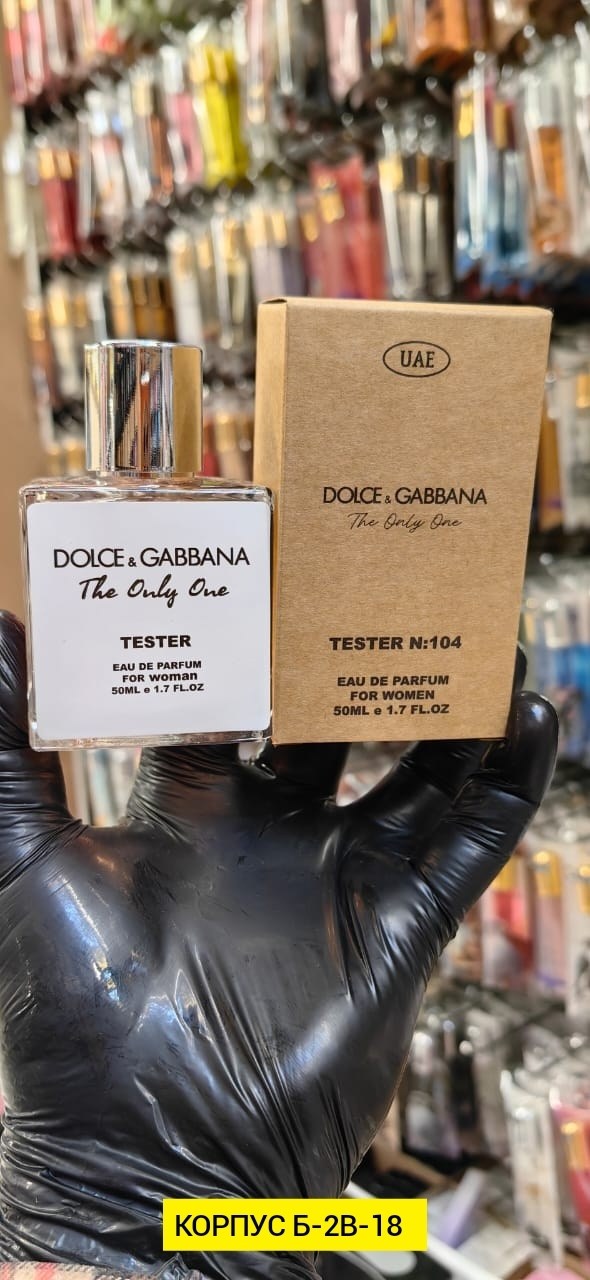 DOLCE & GABBANA
The Only One
TESTER
EAU DE PARFUM
FOR woman
50ML e 1.7 FL.OZ
UAE
DOLCE & GABBANA
The Only One
TESTER N:104
EAU DE PARFUM
FOR WOMEN
50ML e 1.7 FL.OZ
КОРПУС Б-2В-18